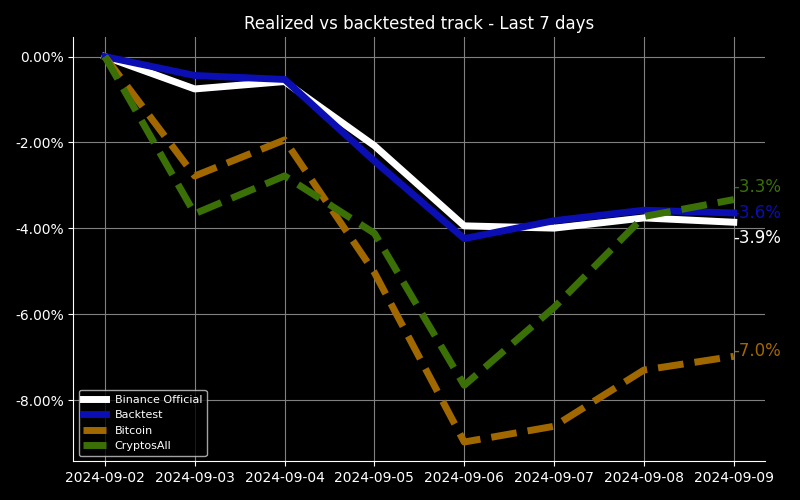 Realized vs backtested track - Last 7 days
0.00%
-2.00%
-4.00%
-6.00%
-8.00%
-3.3%
-3.6%
-3.9%
-7.0%
Binance Official
Backtest
Bitcoin
CryptosAll
2024-09-02 2024-09-03 2024-09-04 2024-09-05 2024-09-06 2024-09-07 2024-09-08 2024-09-09